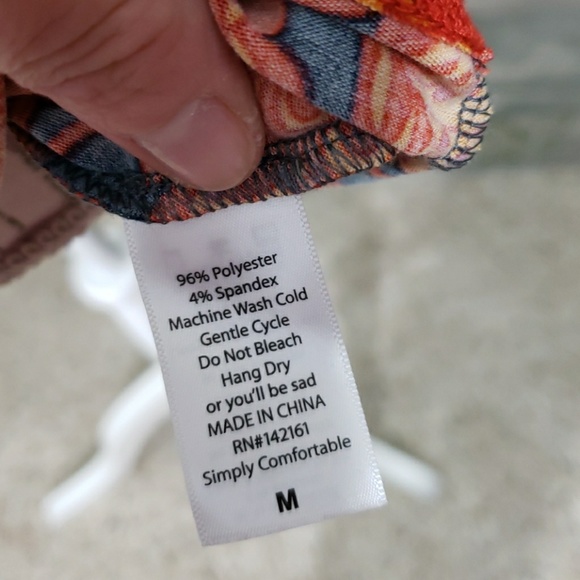 96% Polyester
4% Spandex
Machine Wash Cold
Gentle Cycle
Do Not Bleach
Hang Dry
or you'll be sad
MADE IN CHINA
RN#142161
Simply Comfortable
M